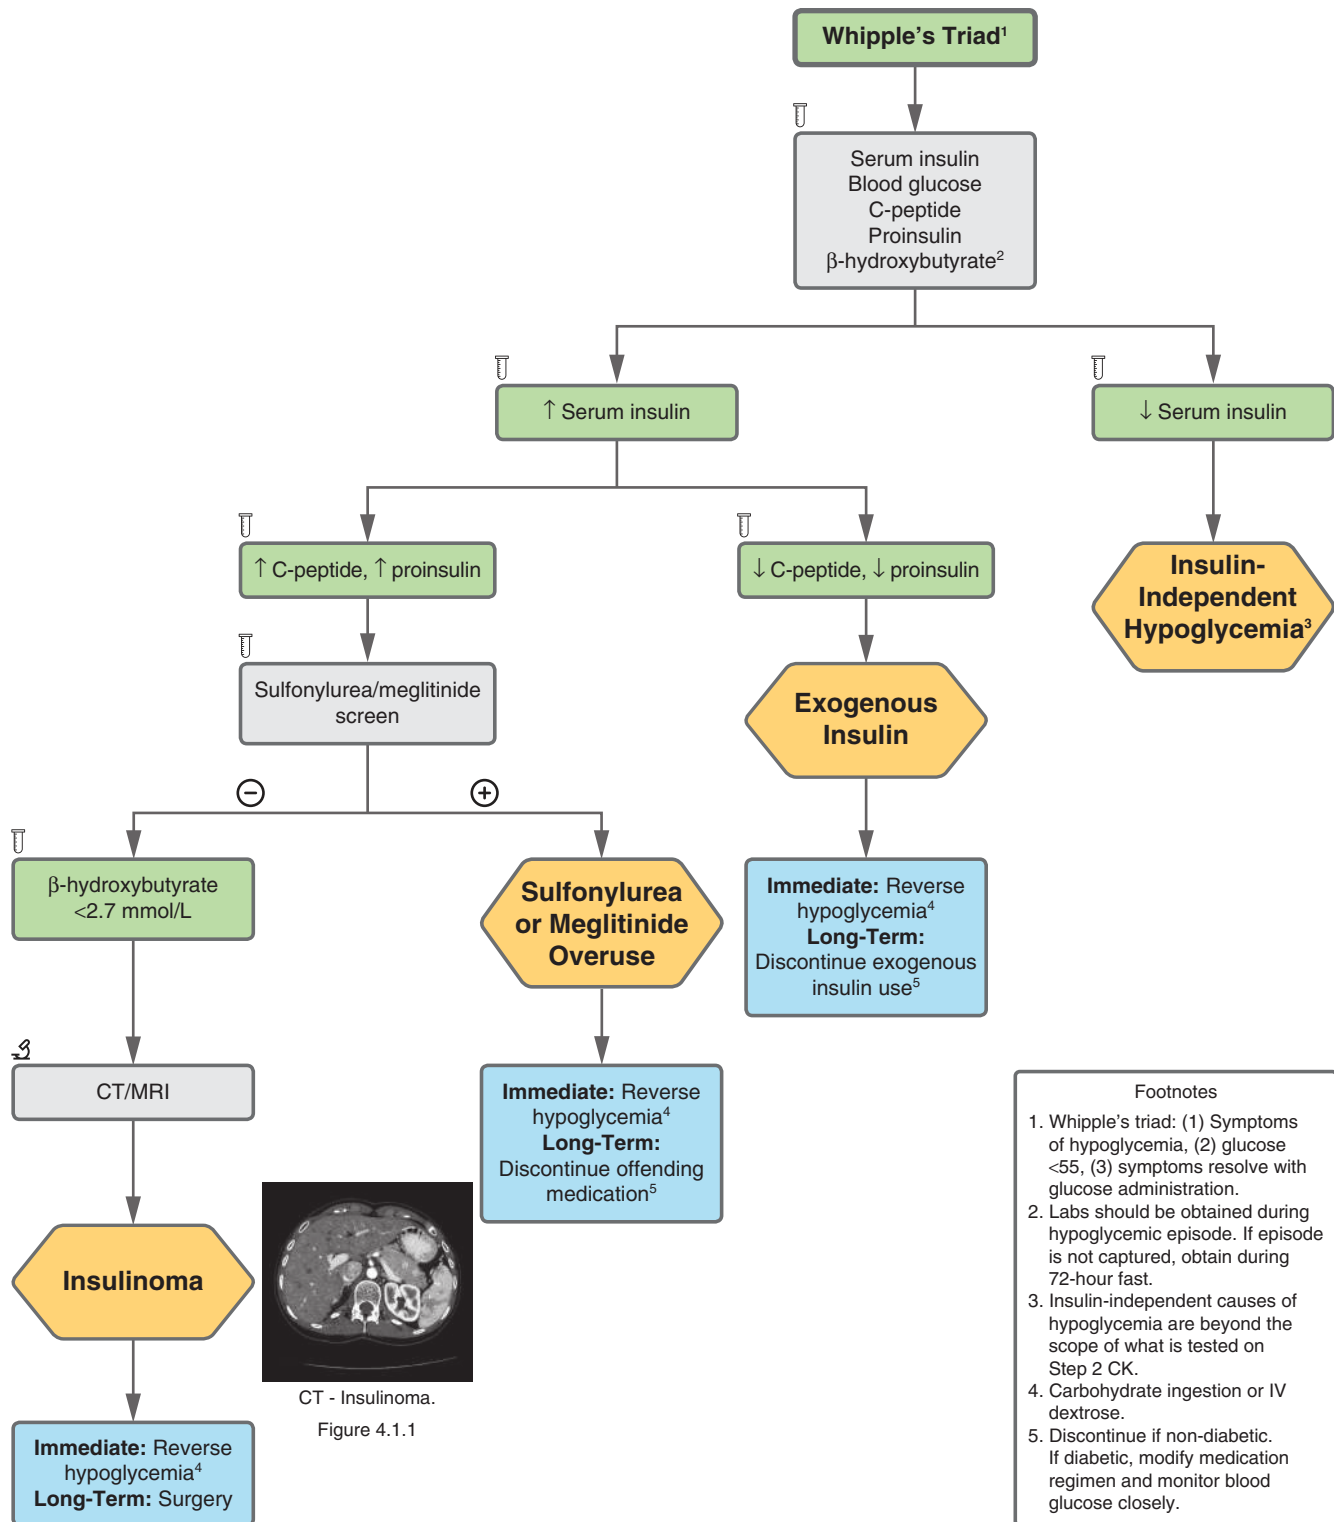 Whipple's Triad¹
Serum insulin
Blood glucose
C-peptide
Proinsulin
β-hydroxybutyrate²
↑ Serum insulin
↓ Serum insulin
↑ C-peptide, ↑ proinsulin
↓ C-peptide, ↓ proinsulin
Insulin-
Independent
Hypoglycemia³
Sulfonylurea/meglitinide
screen
Exogenous
Insulin
−
+
β-hydroxybutyrate
<2.7 mmol/L
Sulfonylurea
or Meglitinide
Overuse
Immediate: Reverse
hypoglycemia⁴
Long-Term:
Discontinue exogenous
insulin use⁵
CT/MRI
Immediate: Reverse
hypoglycemia⁴
Long-Term:
Discontinue offending
medication⁵
Insulinoma
CT - Insulinoma.
Figure 4.1.1
Immediate: Reverse
hypoglycemia⁴
Long-Term: Surgery
Footnotes
1. Whipple's triad: (1) Symptoms
of hypoglycemia, (2) glucose
<55, (3) symptoms resolve with
glucose administration.
2. Labs should be obtained during
hypoglycemic episode. If episode
is not captured, obtain during
72-hour fast.
3. Insulin-independent causes of
hypoglycemia are beyond the
scope of what is tested on
Step 2 CK.
4. Carbohydrate ingestion or IV
dextrose.
5. Discontinue if non-diabetic.
If diabetic, modify medication
regimen and monitor blood
glucose closely.